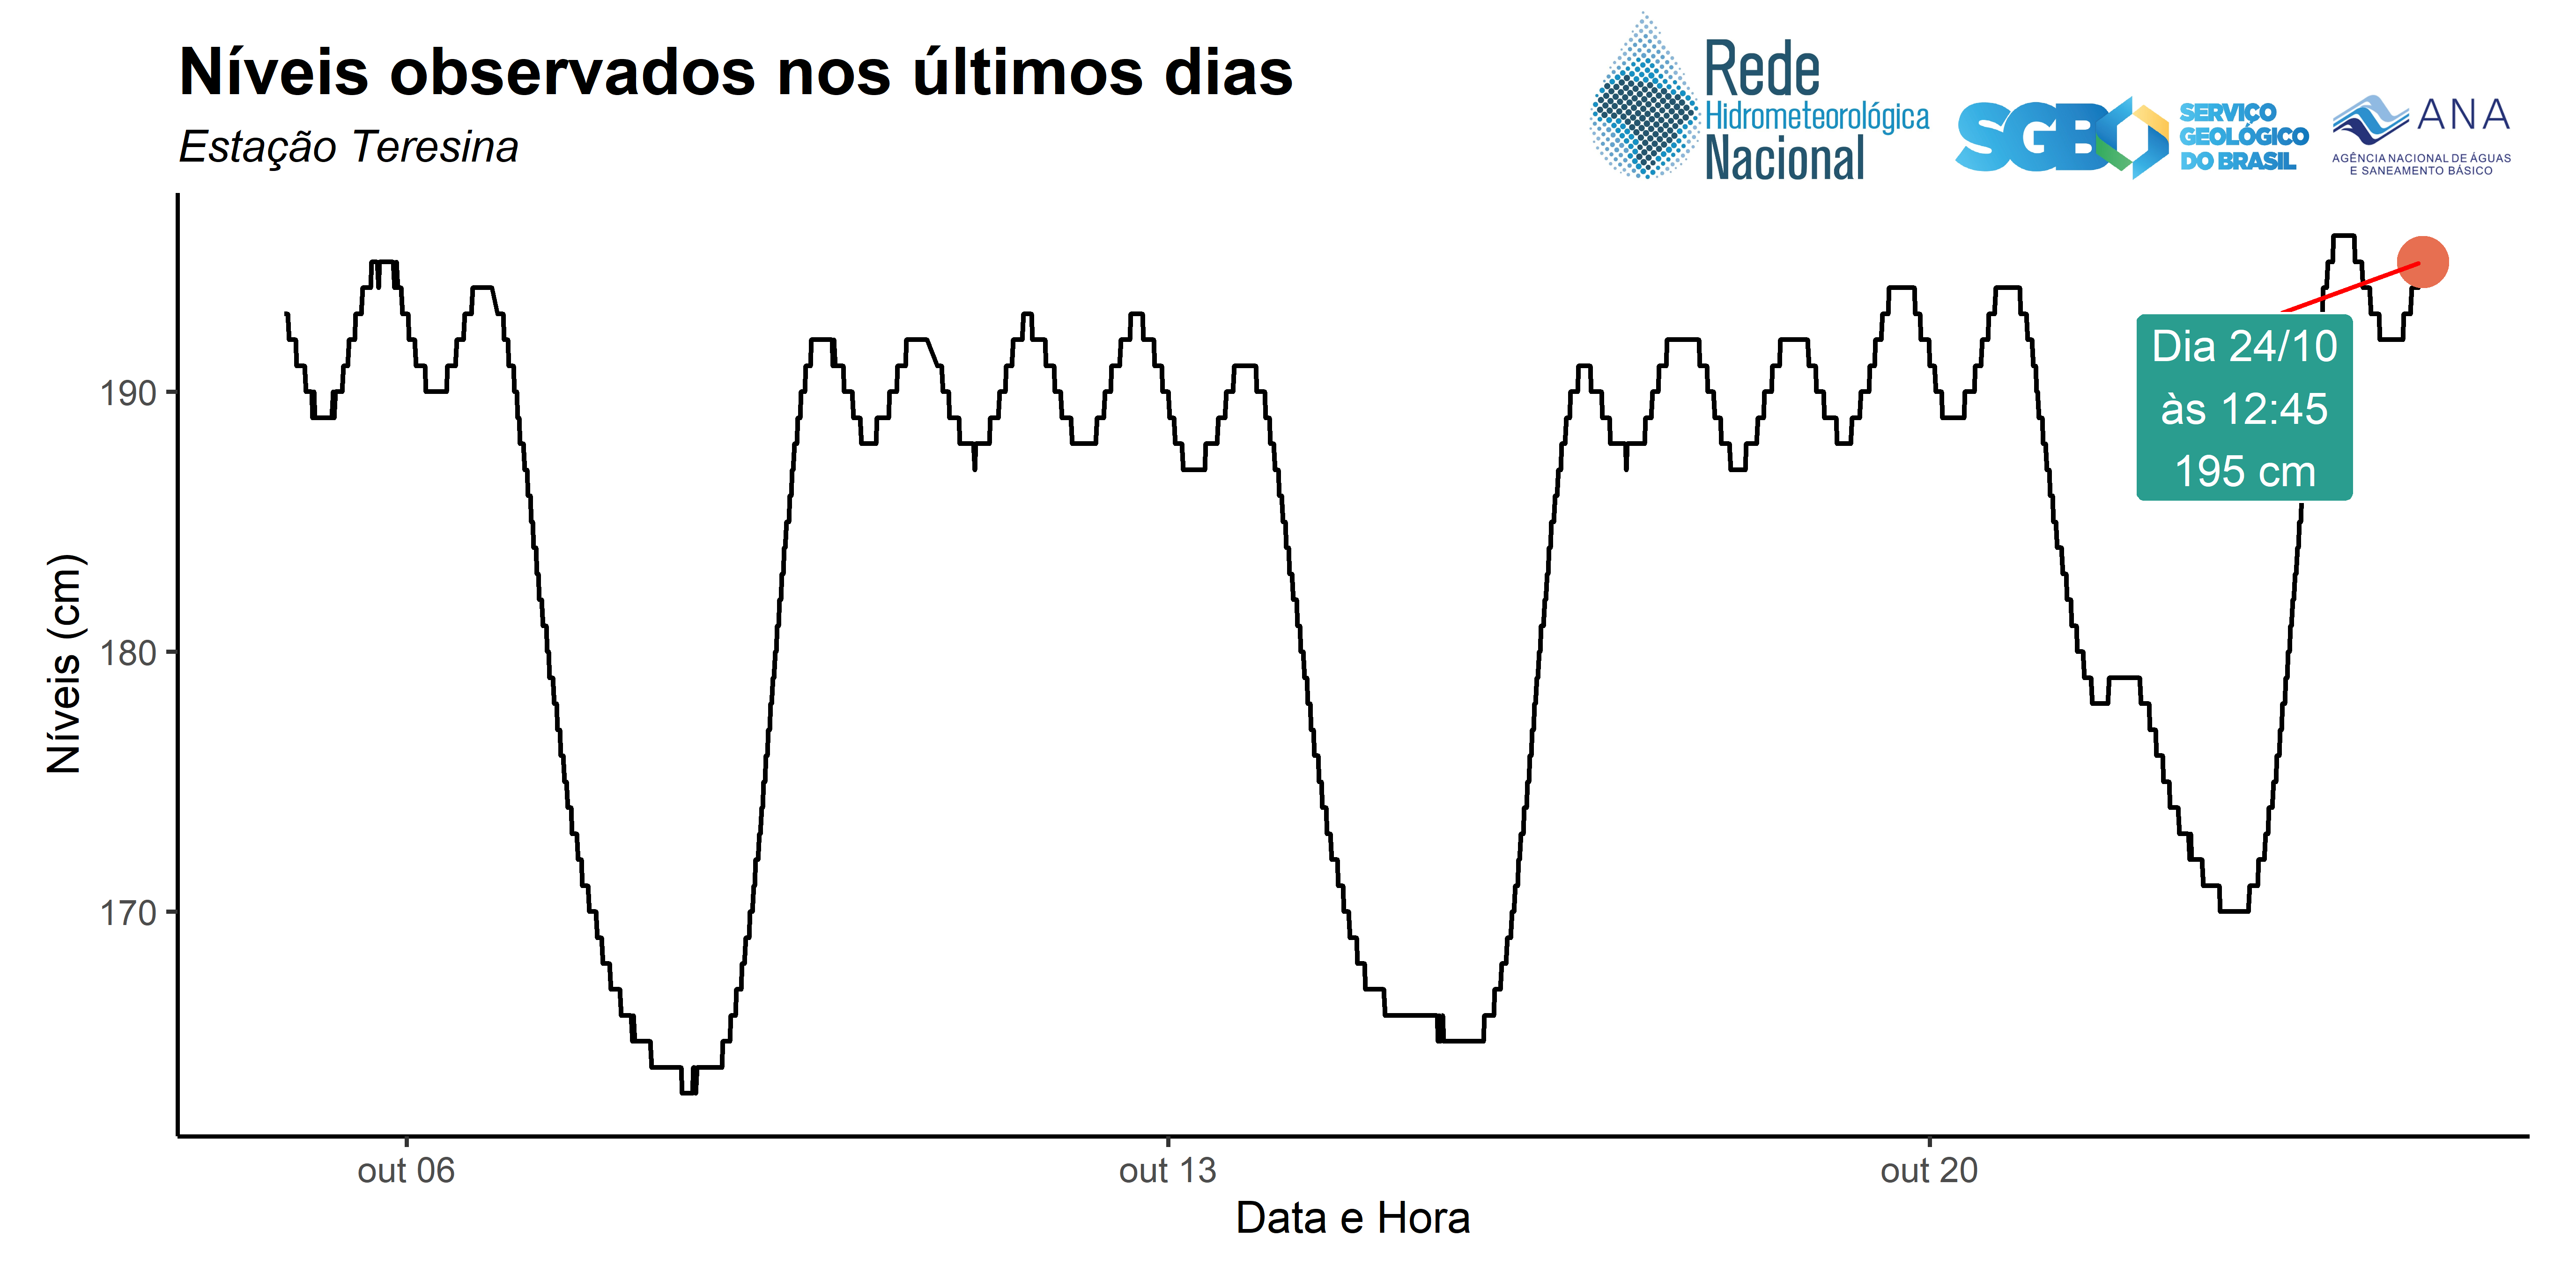 Níveis observados nos últimos dias
Estação Teresina
Rede
Hidrometeorológica
Nacional
SGB
SERVIÇO
GEOLÓGICO
DO BRASIL
ANA
AGÊNCIA NACIONAL DE ÁGUAS
E SANEAMENTO BÁSICO
Níveis (cm)
190
180
170
Dia 24/10
às 12:45
195 cm
out 06
out 13
out 20
Data e Hora